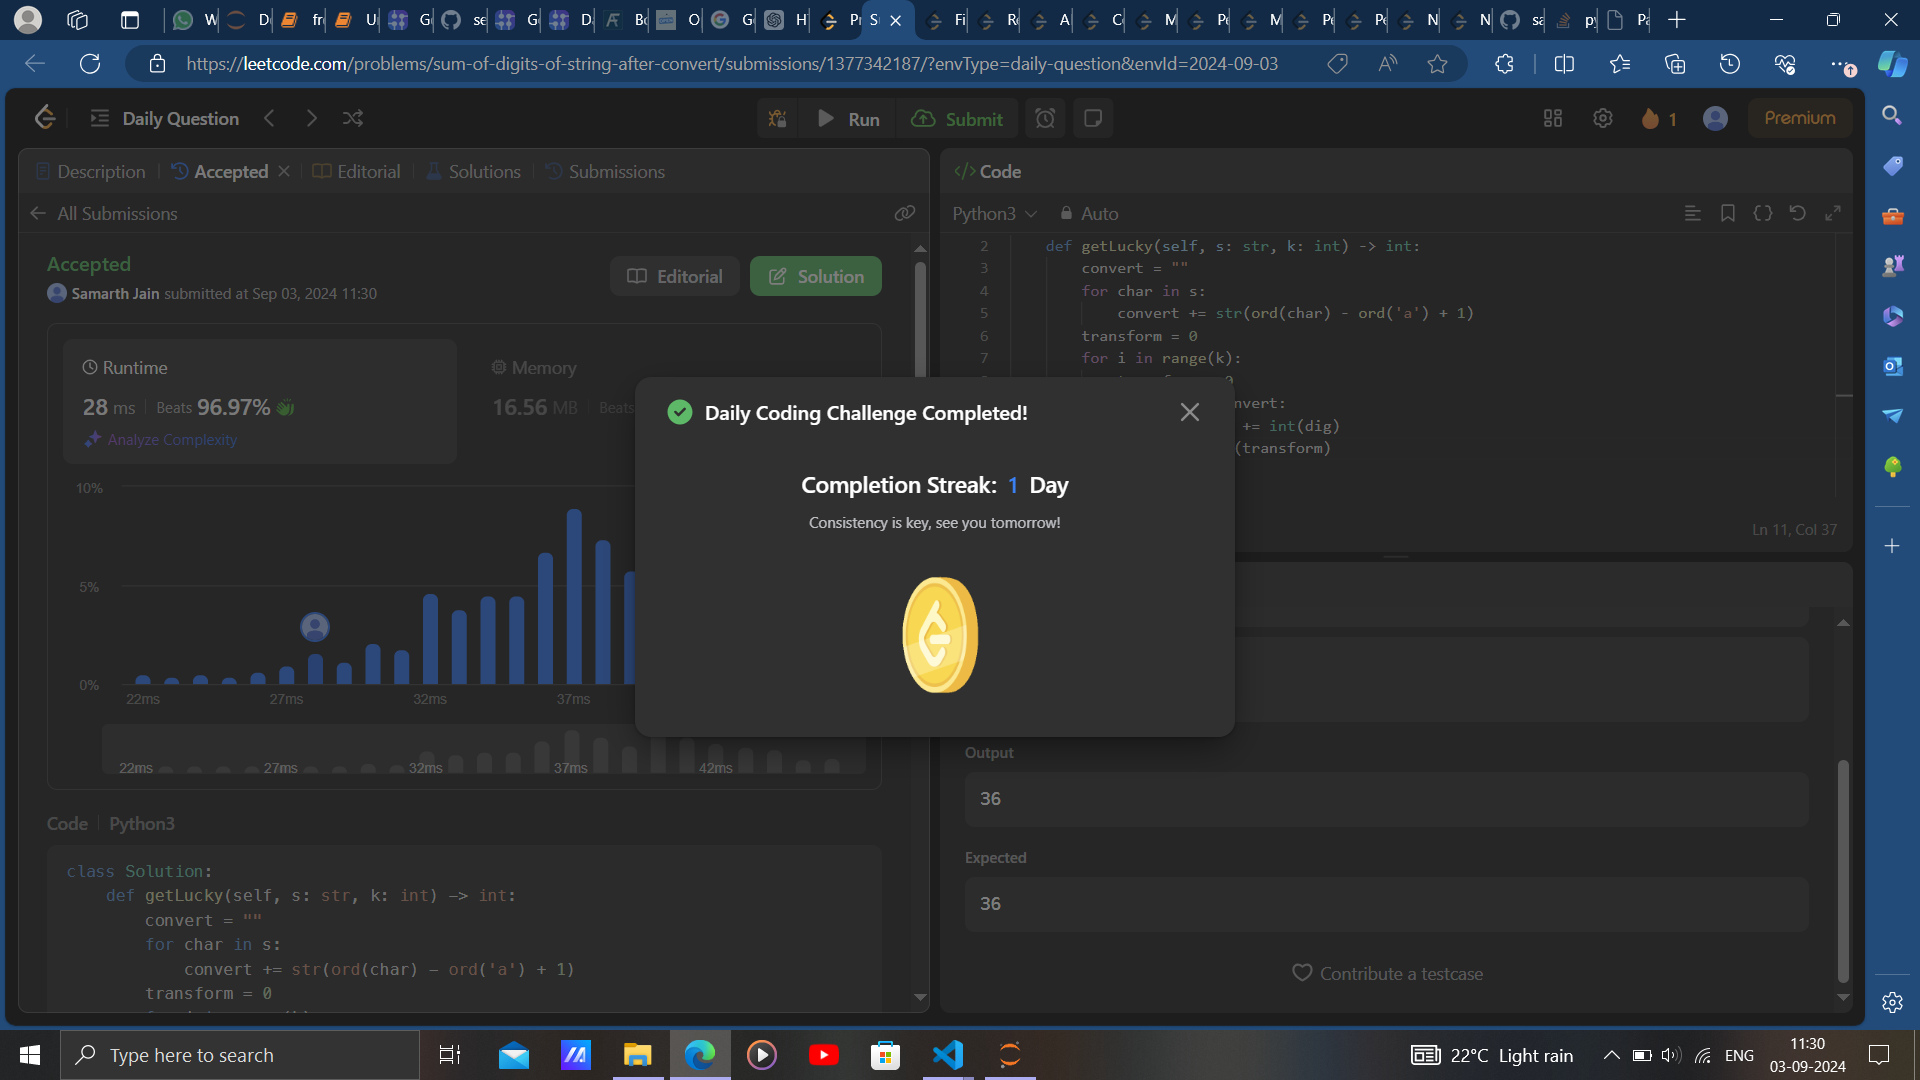 https://leetcode.com/problems/sum-of-digits-of-string-after-convert/submissions/1377342187/?envType=daily-question&envId=2024-09-03
Daily Question
Run
Submit
1
Premium
Description
Accepted
Editorial
Solutions
Submissions
All Submissions
Accepted
Samarth Jain submitted at Sep 03, 2024 11:30
Editorial
Solution
Runtime
28 ms
Beats 96.97%
Analyze Complexity
Memory
16.56 MB
Beats
10%
5%
0%
22ms
27ms
32ms
37ms
22ms
27ms
32ms
37ms
42ms
Code
Python3
class Solution:
def getLucky(self, s: str, k: int) -> int:
convert = ""
for char in s:
convert += str(ord(char) - ord('a') + 1)
transform = 0
Code
Python3
Auto
2
def getLucky(self, s: str, k: int) -> int:
3
convert = ""
4
for char in s:
5
convert += str(ord(char) - ord('a') + 1)
6
transform = 0
7
for i in range(k):
nvert:
+= int(dig)
(transform)
Ln 11, Col 37
Daily Coding Challenge Completed!
Completion Streak: 1 Day
Consistency is key, see you tomorrow!
Output
36
Expected
36
Contribute a testcase
Type here to search
22°C Light rain
ENG
11:30
03-09-2024